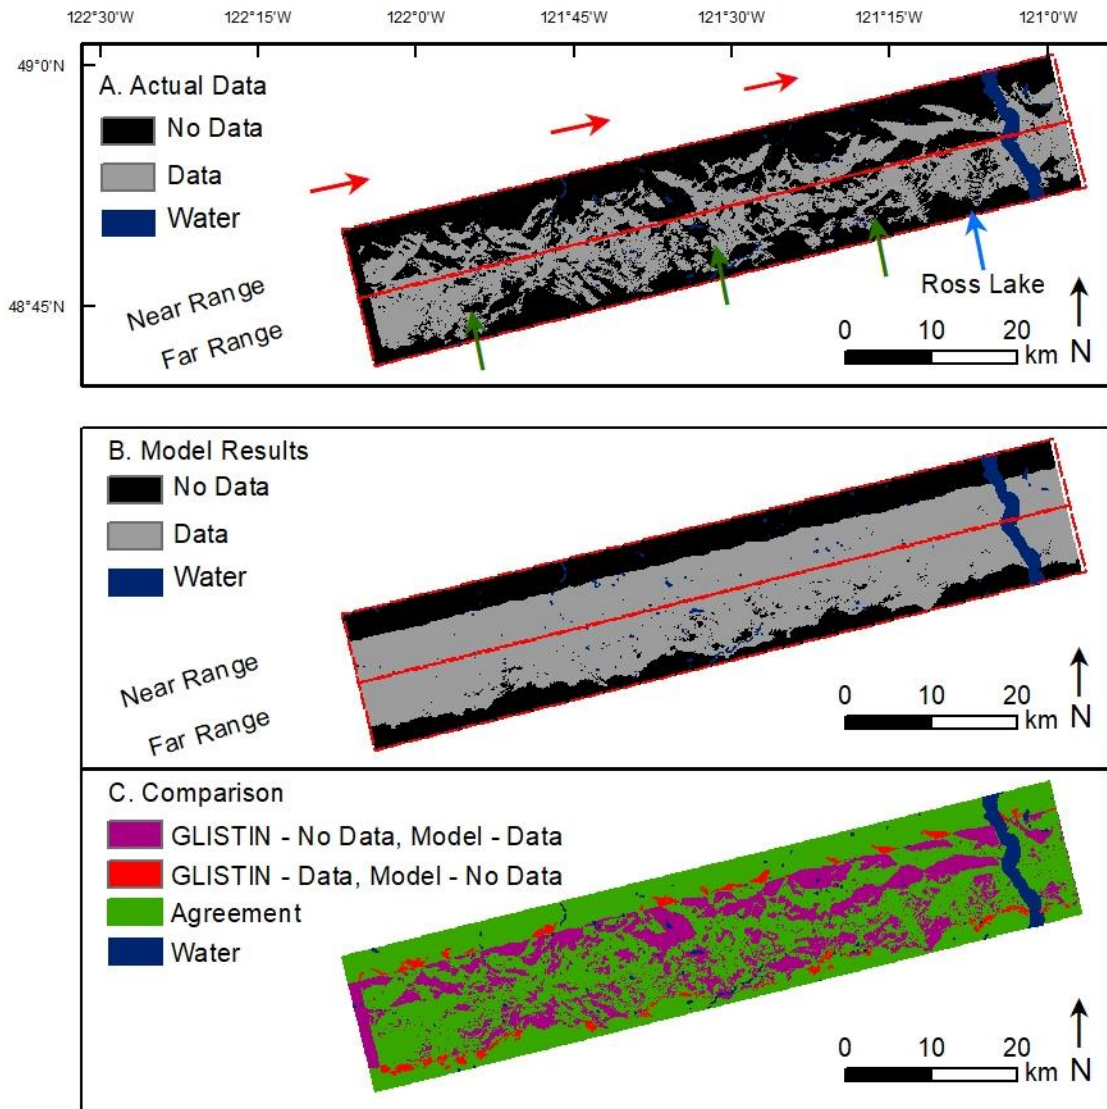 122°30'W 122°15'W 122°0'W 121°45'W 121°30'W 121°15'W 121°0'W
49°0'N
A. Actual Data
No Data
Data
Water
48°45'N
Near Range
Far Range
Ross Lake
0 10 20
km N
B. Model Results
No Data
Data
Water
Near Range
Far Range
0 10 20
km N
C. Comparison
GLISTIN - No Data, Model - Data
GLISTIN - Data, Model - No Data
Agreement
Water
0 10 20
km N